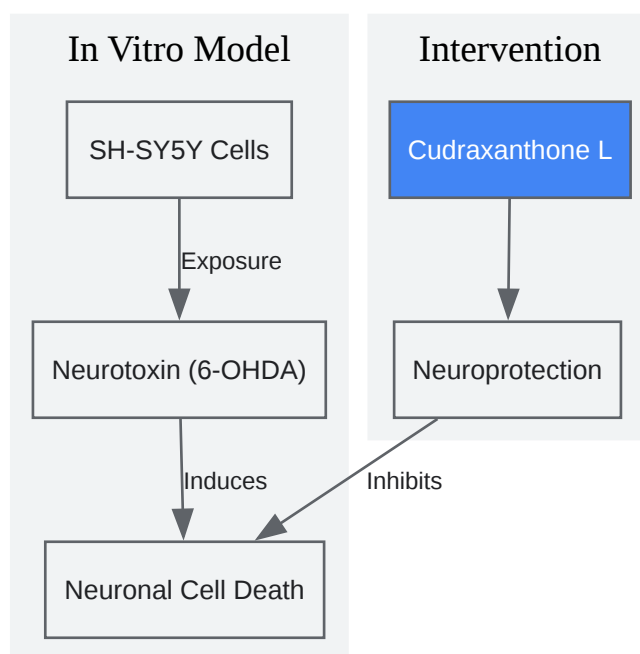 In Vitro Model
SH-SY5Y Cells
Exposure
Neurotoxin (6-OHDA)
Induces
Neuronal Cell Death
Intervention
Cudraxanthone L
Neuroprotection
Inhibits